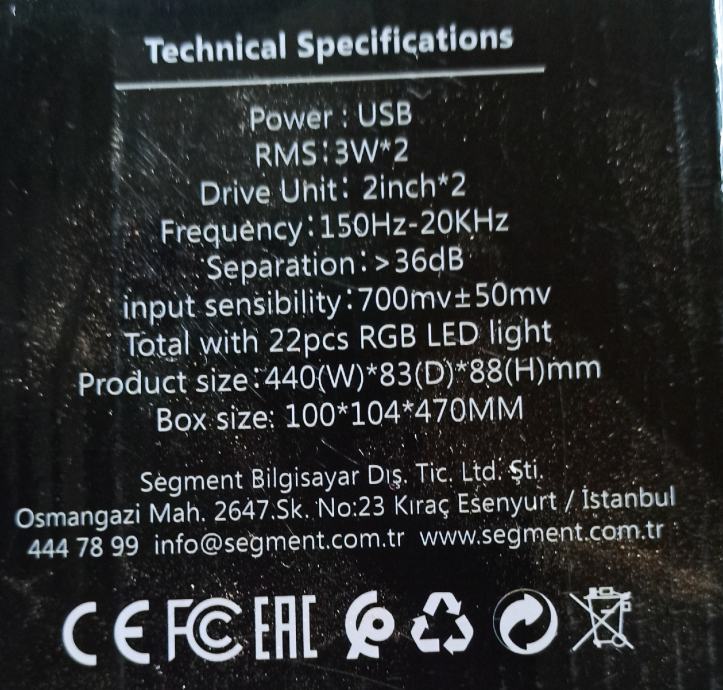 Technical Specifications
Power : USB
RMS:3W*2
Drive Unit: 2inch*2
Frequency:150Hz-20KHz
Separation:>36dB
input sensibility:700mv±50mv
Total with 22pcs RGB LED light
Product size:440(W)*83(D)*88(H)mm
Box size: 100*104*470MM
Segment Bilgisayar Dış. Tic. Ltd. Şti.
Osmangazi Mah. 2647.Sk. No:23 Kıraç Esenyurt / İstanbul
444 78 99 info@segment.com.tr www.segment.com.tr
CE FC EAC